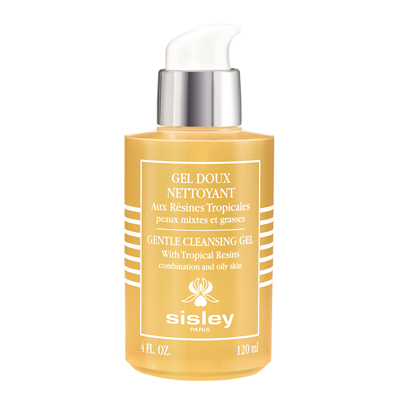 GEL DOUX
NETTOYANT
Aux Résines Tropicales
peaux mixtes et grasses
GENTLE CLEANSING GEL
With Tropical Resins
combination and oily skin
sisley
PARIS
4 FL. OZ. 120 ml